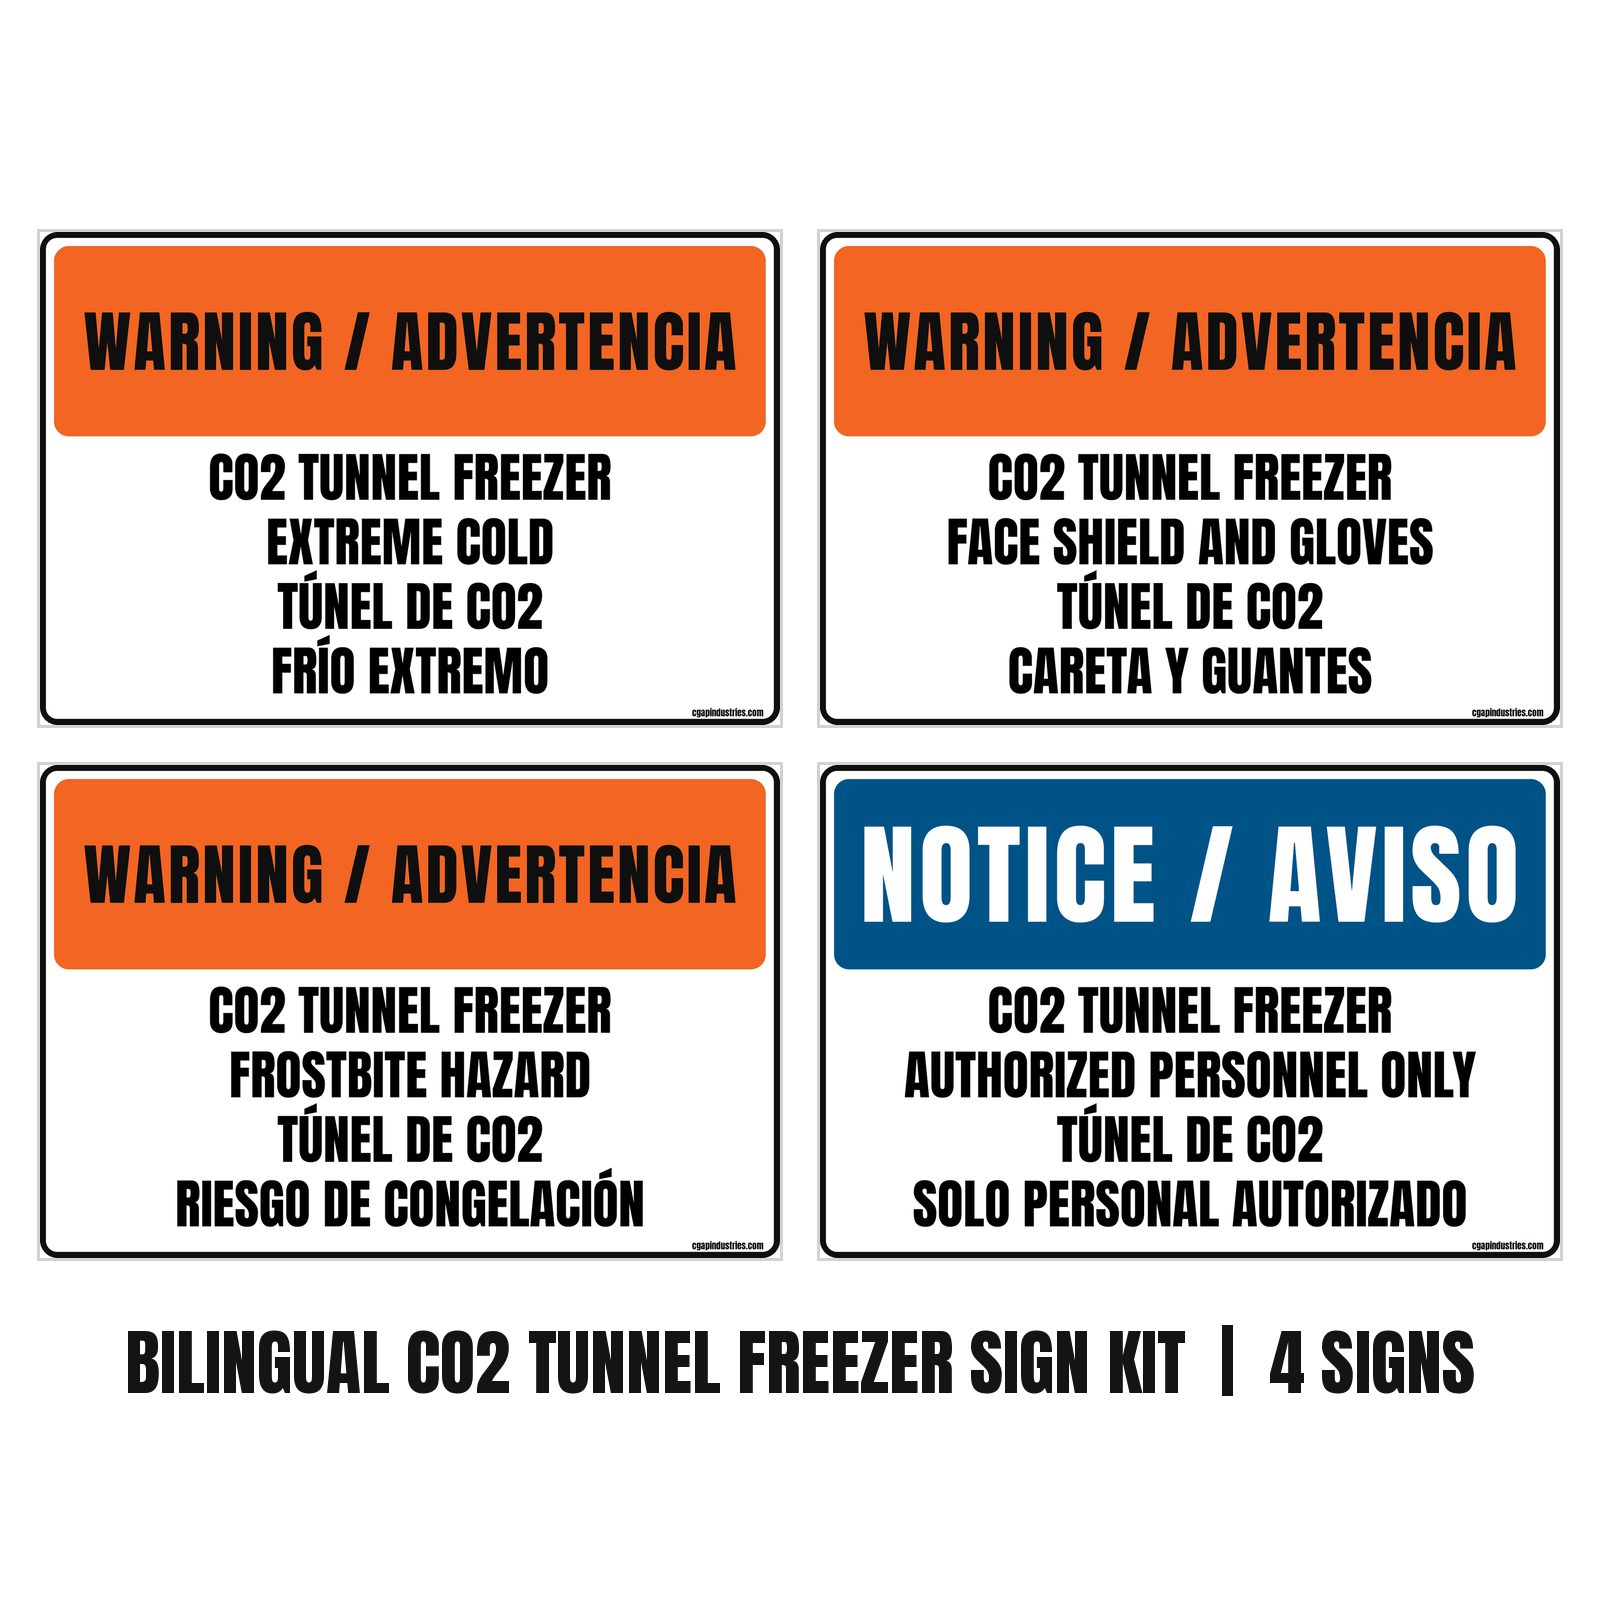 WARNING / ADVERTENCIA
CO2 TUNNEL FREEZER
EXTREME COLD
TÚNEL DE CO2
FRÍO EXTREMO
cgapindustries.com
WARNING / ADVERTENCIA
CO2 TUNNEL FREEZER
FACE SHIELD AND GLOVES
TÚNEL DE CO2
CARETA Y GUANTES
cgapindustries.com
WARNING / ADVERTENCIA
CO2 TUNNEL FREEZER
FROSTBITE HAZARD
TÚNEL DE CO2
RIESGO DE CONGELACIÓN
cgapindustries.com
NOTICE / AVISO
CO2 TUNNEL FREEZER
AUTHORIZED PERSONNEL ONLY
TÚNEL DE CO2
SOLO PERSONAL AUTORIZADO
cgapindustries.com
BILINGUAL CO2 TUNNEL FREEZER SIGN KIT | 4 SIGNS